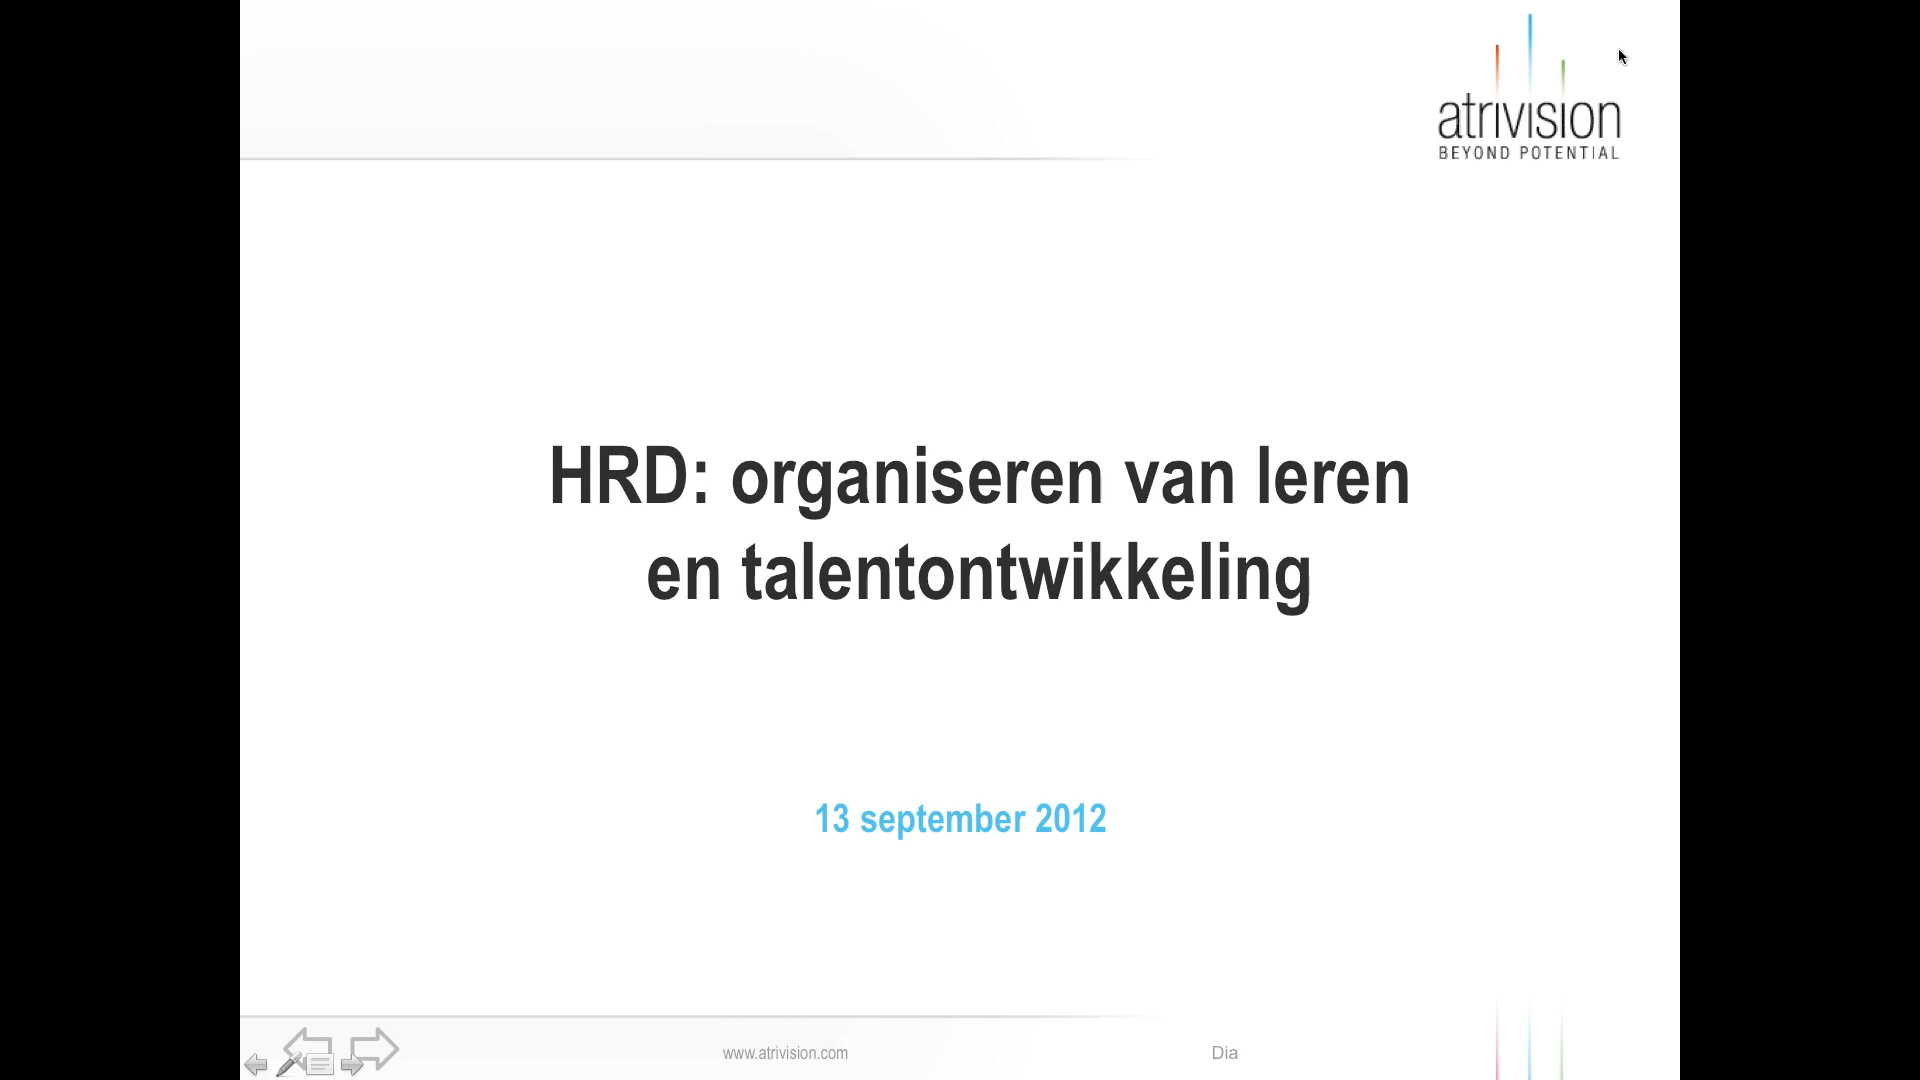 atrivision
BEYOND POTENTIAL
HRD: organiseren van leren
en talentontwikkeling
13 september 2012
www.atrivision.com
Dia